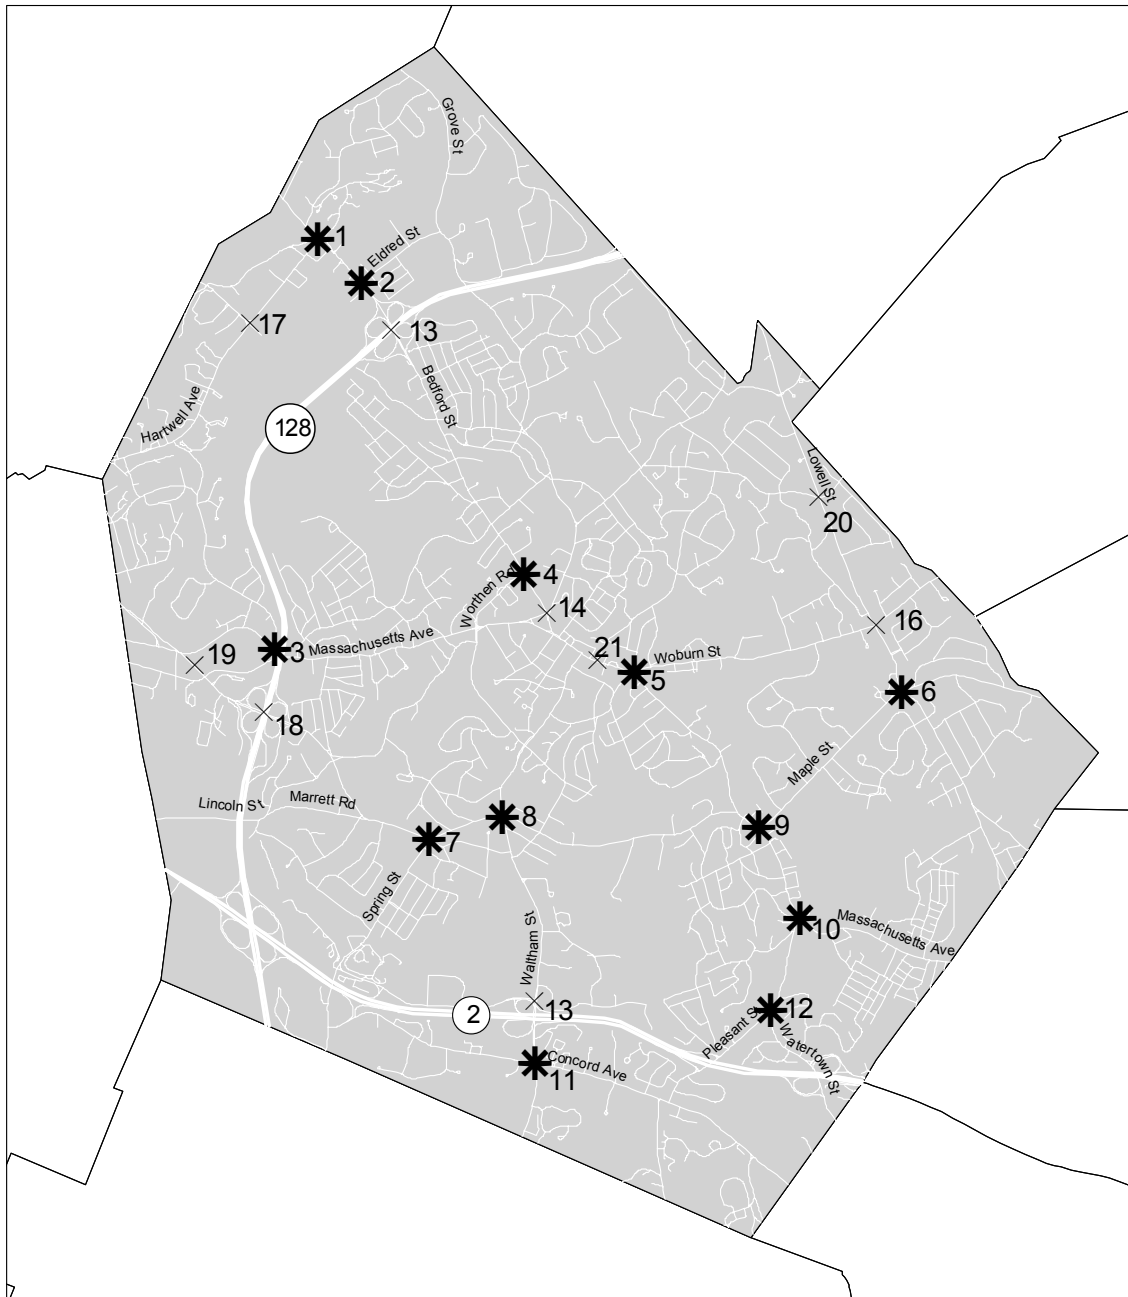 Grove St
1
Eldred St
2
17
13
Bedford St
Hartwell Ave
128
Lowell St
20
4
Worthen Rd
14
16
Massachusetts Ave
21
Woburn St
19
3
5
6
18
Maple St
Lincoln St
Marrett Rd
8
9
7
Spring St
10
Massachusetts Ave
Waltham St
13
2
12
Pleasant S
Watertown St
Concord Ave
11